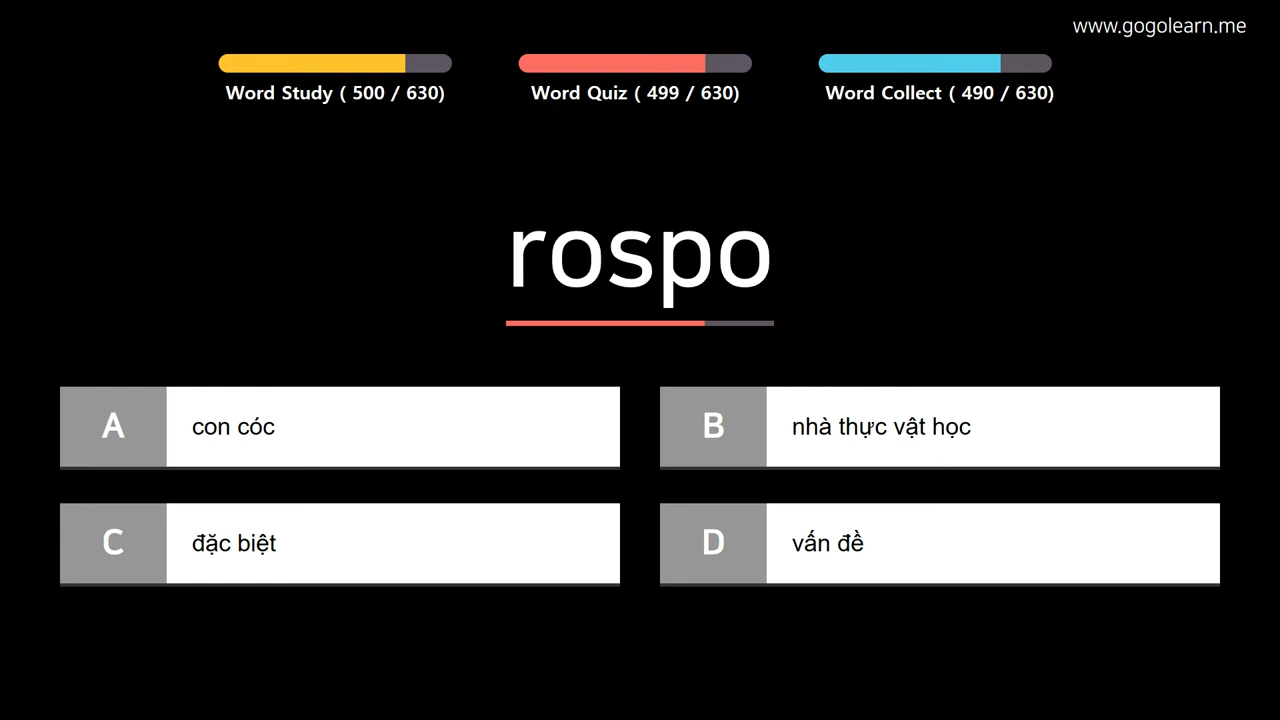 www.gogolearn.me
Word Study ( 500 / 630)
Word Quiz ( 499 / 630)
Word Collect ( 490 / 630)
rospo
A
con cóc
B
nhà thực vật học
C
đặc biệt
D
vấn đề